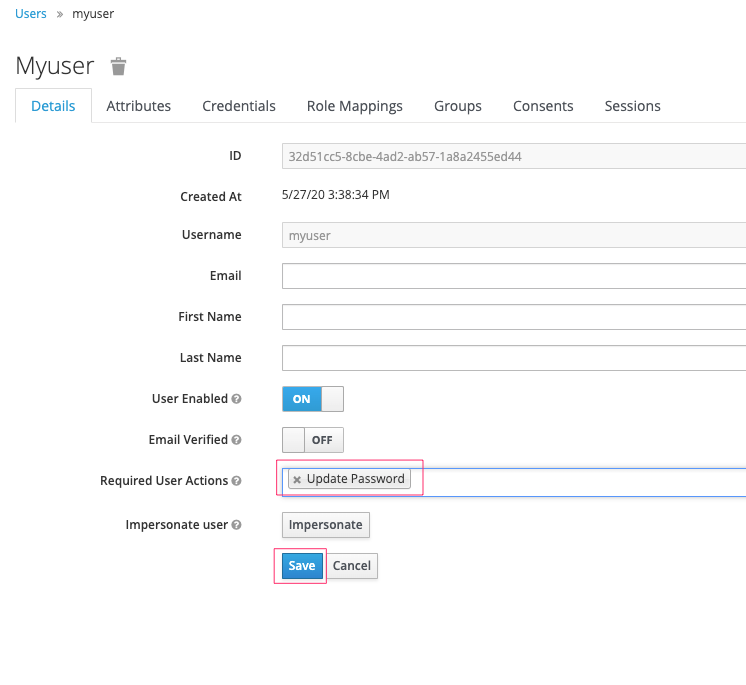 Users » myuser
Myuser
Details Attributes Credentials Role Mappings Groups Consents Sessions
ID 32d51cc5-8cbe-4ad2-ab57-1a8a2455ed44
Created At 5/27/20 3:38:34 PM
Username myuser
Email
First Name
Last Name
User Enabled ON
Email Verified OFF
Required User Actions × Update Password
Impersonate user Impersonate
Save Cancel